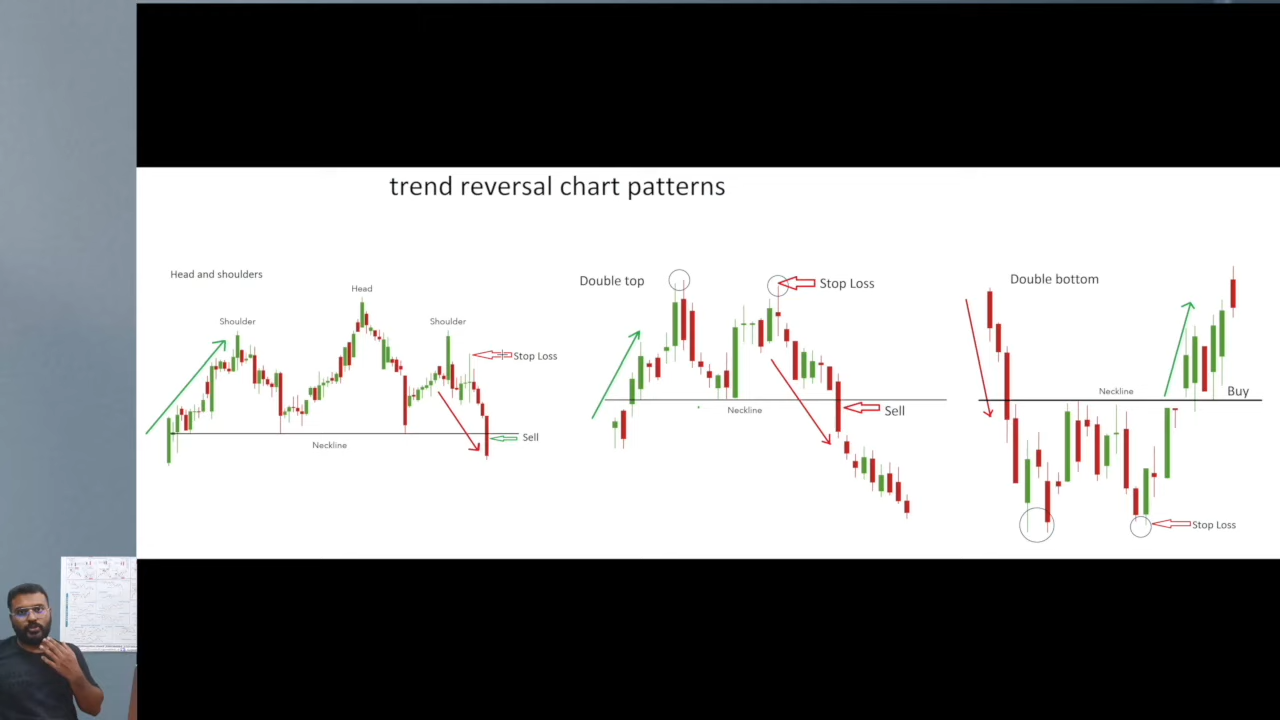 trend reversal chart patterns
Head and shoulders
Head
Shoulder
Shoulder
Stop Loss
Sell
Neckline
Double top
Stop Loss
Sell
Neckline
Double bottom
Neckline
Buy
Stop Loss